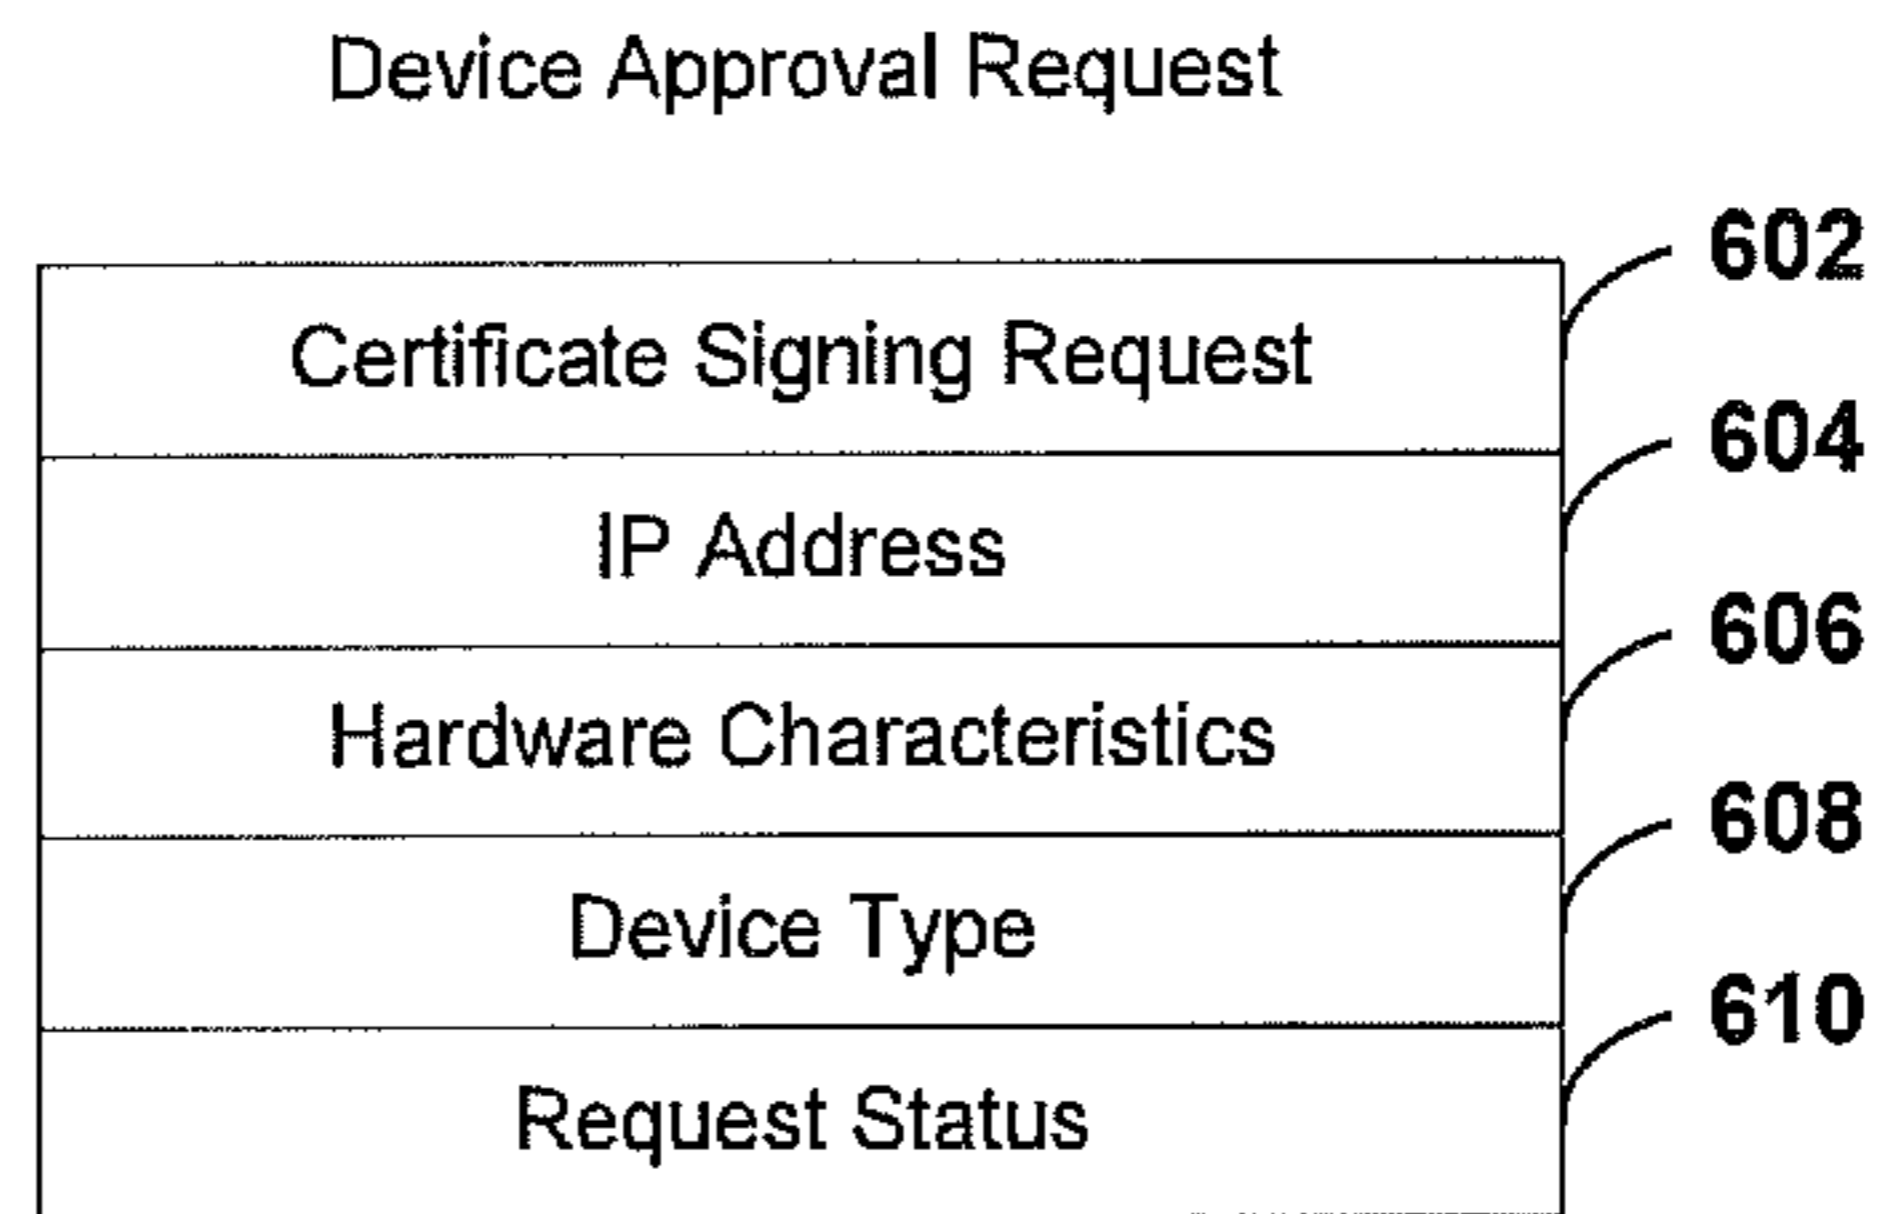 Device Approval Request
602
Certificate Signing Request
604
IP Address
606
Hardware Characteristics
608
Device Type
610
Request Status